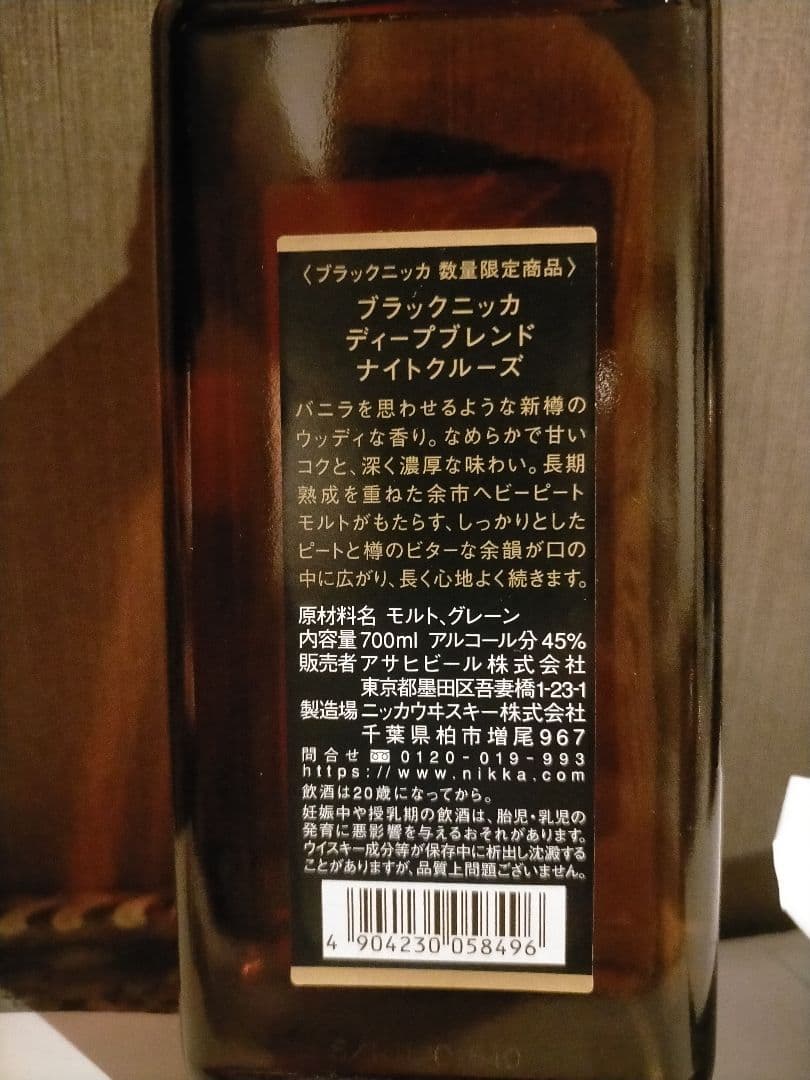 〈ブラックニッカ 数量限定商品〉
ブラックニッカ
ディープブレンド
ナイトクルーズ
バニラを思わせるような新樽の
ウッディな香り。なめらかで甘い
コクと、深く濃厚な味わい。長期
熟成を重ねた余市ヘビーピート
モルトがもたらす、しっかりとした
ピートと樽のビターな余韻が口の
中に広がり、長く心地よく続きます。
原材料名 モルト、グレーン
内容量 700ml アルコール分 45%
販売者 アサヒビール株式会社
東京都墨田区吾妻橋1-23-1
製造場 ニッカウヰスキー株式会社
千葉県柏市増尾967
問合せ 0120-019-993
https://www.nikka.com
飲酒は20歳になってから。
妊娠中や授乳期の飲酒は、胎児・乳児の
発育に悪影響を与えるおそれがあります。
ウイスキー成分等が保存中に析出し沈澱する
ことがありますが、品質上問題ございません。
4 904230 058496